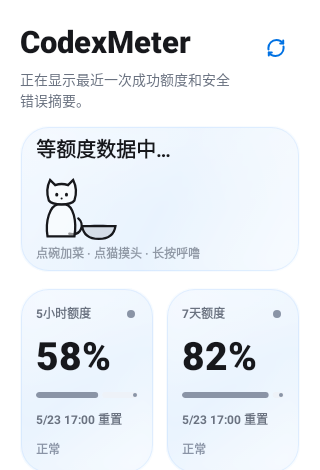 CodexMeter
正在显示最近一次成功额度和安全
错误摘要。
等额度数据中...
点碗加菜 · 点猫摸头 · 长按呼噜
5小时额度
58%
5/23 17:00 重置
正常
7天额度
82%
5/23 17:00 重置
正常